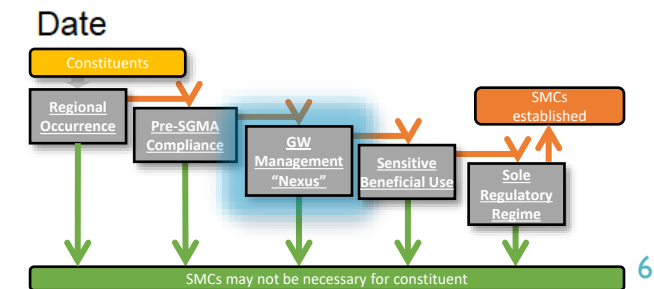 Date
Constituents
Regional
Occurrence
Pre-SGMA
Compliance
GW
Management
“Nexus”
Sensitive
Beneficial Use
Sole
Regulatory
Regime
SMCs
established
SMCs may not be necessary for constituent
6